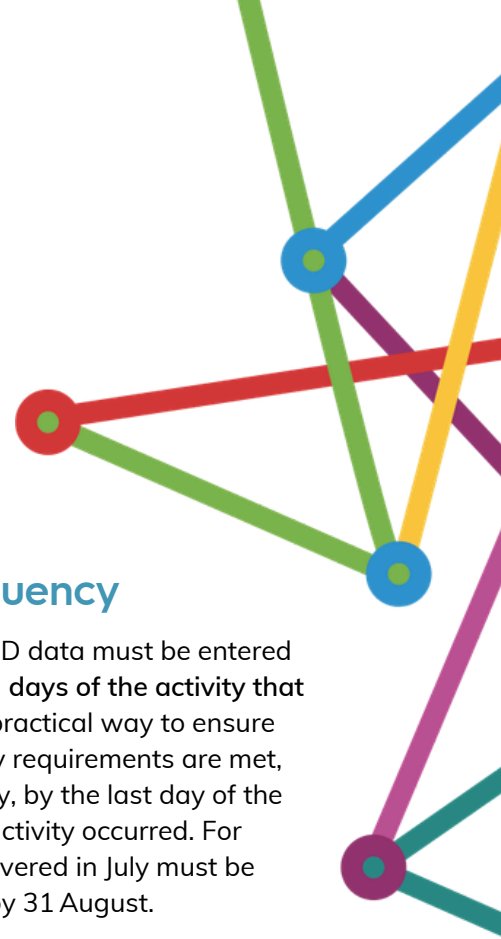 uency
D data must be entered
days of the activity that
practical way to ensure
requirements are met,
y, by the last day of the
ctivity occurred. For
vered in July must be
by 31 August.